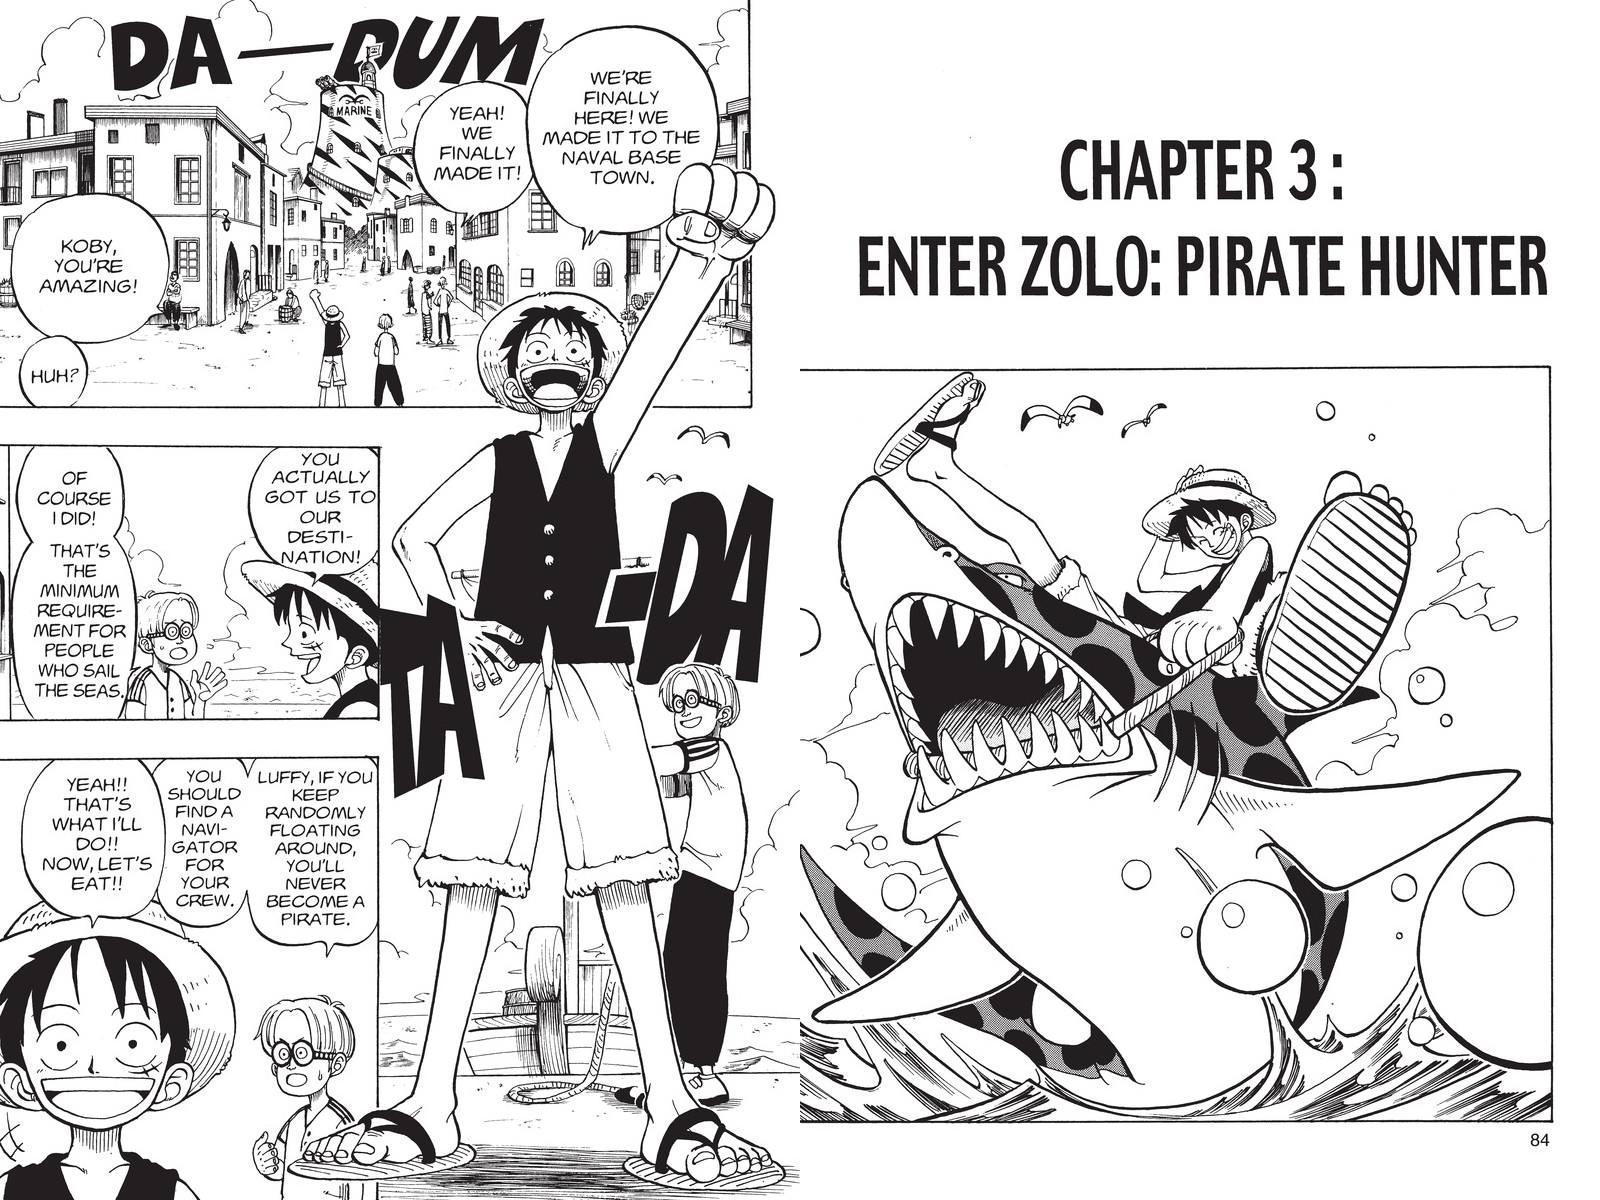 CHAPTER 3 :
ENTER ZOLO: PIRATE HUNTER
84
DA—DUM
MARINE
WE'RE
FINALLY
HERE! WE
MADE IT TO THE
NAVAL BASE
TOWN.
YEAH!
WE
FINALLY
MADE IT!
KOBY,
YOU'RE
AMAZING!
HUH?
TA
-DA
YOU
ACTUALLY
GOT US TO
OUR
DESTI-
NATION!
OF
COURSE
I DID!
THAT'S
THE
MINIMUM
REQUIRE-
MENT FOR
PEOPLE
WHO SAIL
THE SEAS.
LUFFY, IF YOU
KEEP
RANDOMLY
FLOATING
AROUND,
YOU'LL
NEVER
BECOME A
PIRATE.
YOU
SHOULD
FIND A
NAVI-
GATOR
FOR
YOUR
CREW.
YEAH!!
THAT'S
WHAT I'LL
DO!!
NOW, LET'S
EAT!!